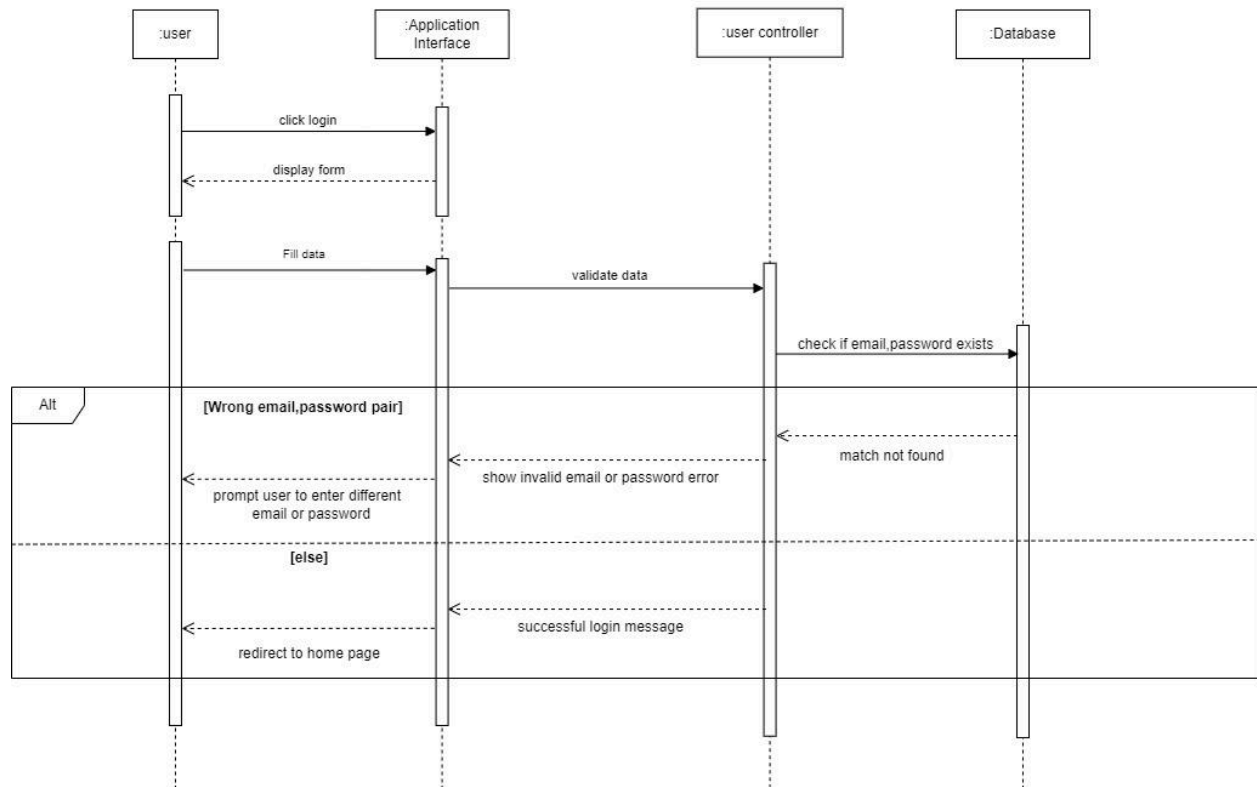 :user
:Application
Interface
:user controller
:Database
click login
display form
Fill data
validate data
check if email,password exists
Alt
[Wrong email,password pair]
match not found
show invalid email or password error
prompt user to enter different
email or password
[else]
successful login message
redirect to home page